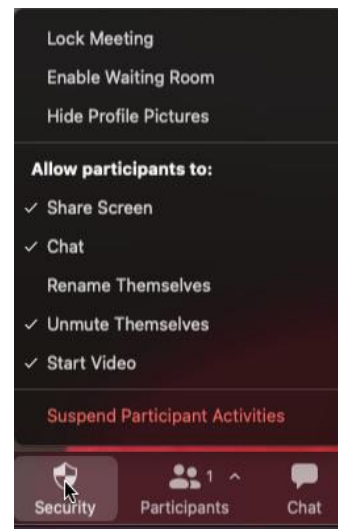 Lock Meeting
Enable Waiting Room
Hide Profile Pictures
Allow participants to:
✓ Share Screen
✓ Chat
Rename Themselves
✓ Unmute Themselves
✓ Start Video
Suspend Participant Activities
1
Security Participants Chat